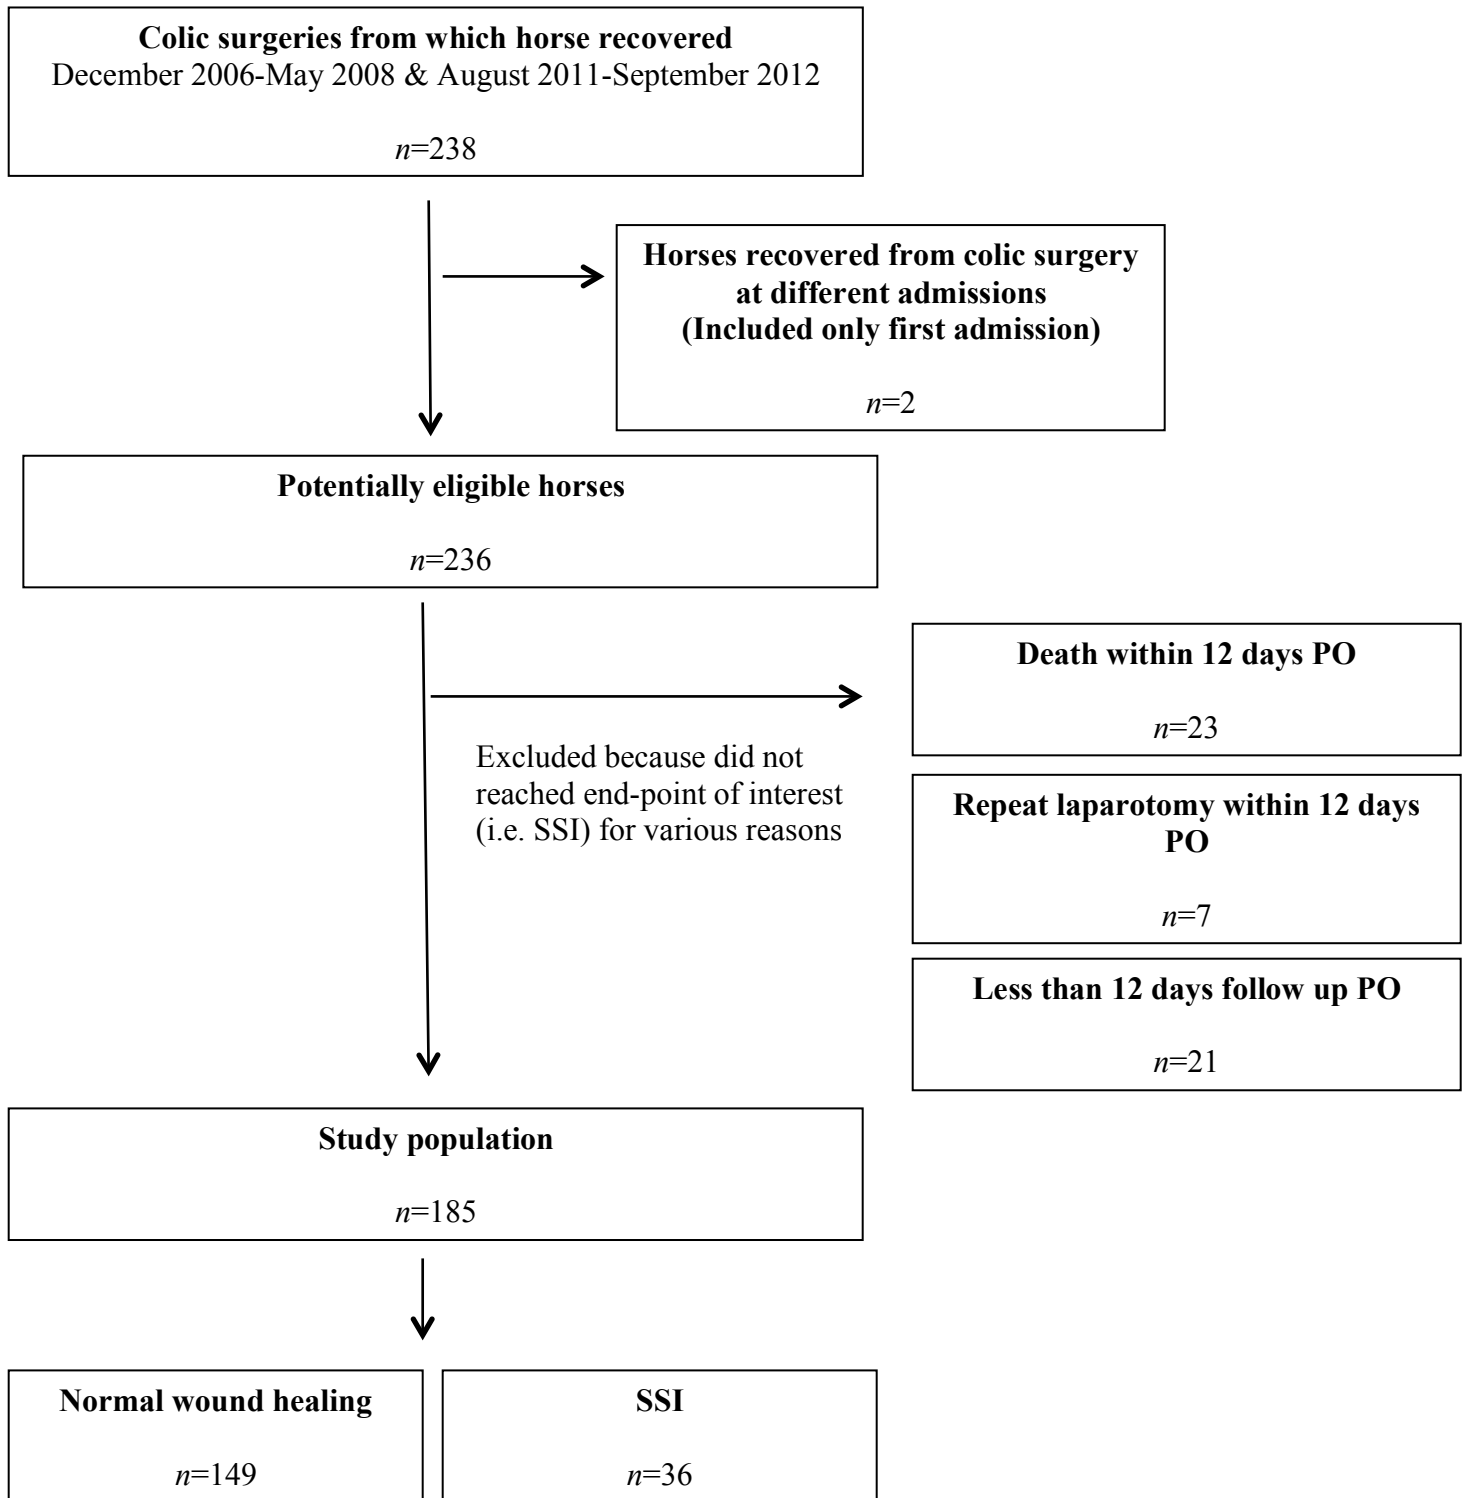 Colic surgeries from which horse recovered
December 2006-May 2008 & August 2011-September 2012
n=238
Horses recovered from colic surgery
at different admissions
(Included only first admission)
n=2
Potentially eligible horses
n=236
Death within 12 days PO
n=23
Excluded because did not
reached end-point of interest
(i.e. SSI) for various reasons
Repeat laparotomy within 12 days
PO
n=7
Less than 12 days follow up PO
n=21
Study population
n=185
Normal wound healing
n=149
SSI
n=36